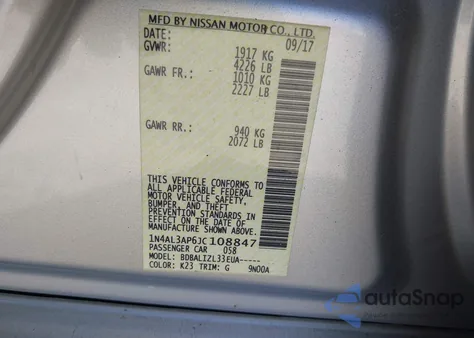 MFD BY NISSAN MOTOR CO., LTD.
DATE: 09/17
GVWR: 1917 KG
4226 LB
GAWR FR.: 1010 KG
2227 LB
GAWR RR.: 940 KG
2072 LB
THIS VEHICLE CONFORMS TO
ALL APPLICABLE FEDERAL
MOTOR VEHICLE SAFETY,
BUMPER, AND THEFT
PREVENTION STANDARDS IN
EFFECT ON THE DATE OF
MANUFACTURE SHOWN ABOVE.
1N4AL3AP6JC108847
PASSENGER CAR 058
MODEL: BDBALIZL33EUA-----
COLOR: K23 TRIM: G 9N00A
autoSnap